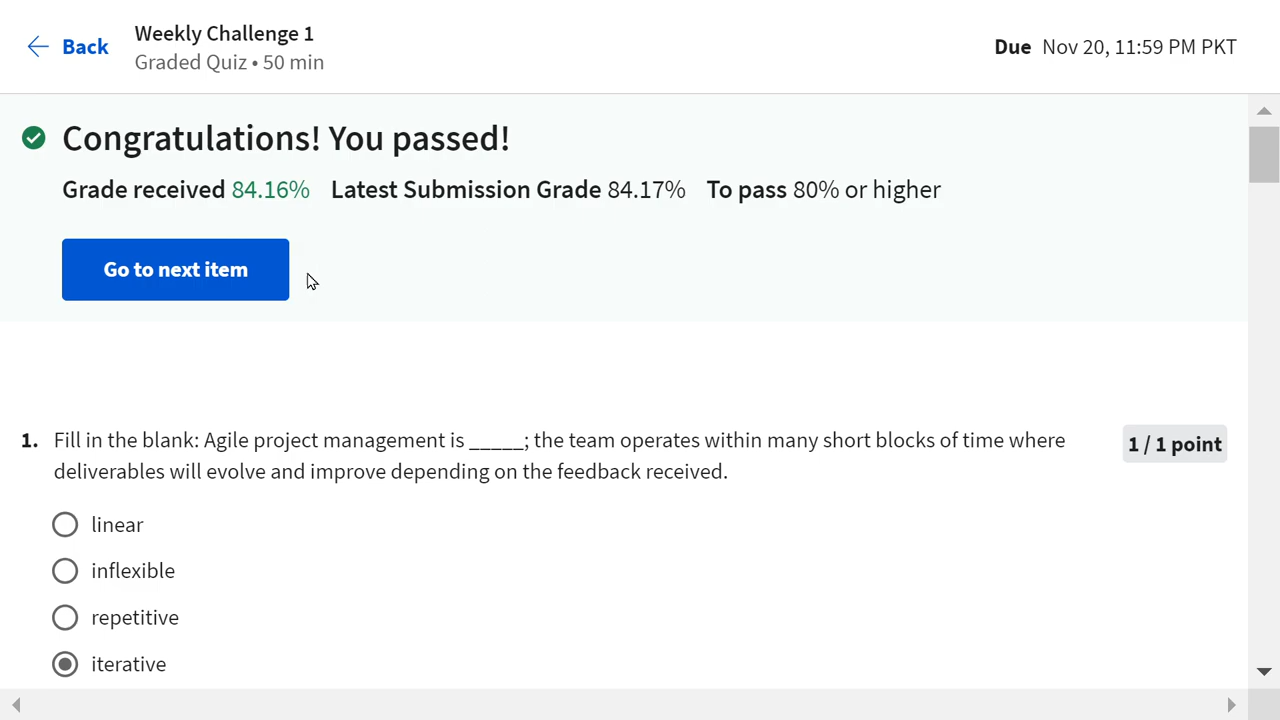 Back
Weekly Challenge 1
Graded Quiz • 50 min
Due Nov 20, 11:59 PM PKT
Congratulations! You passed!
Grade received 84.16% Latest Submission Grade 84.17% To pass 80% or higher
Go to next item
1. Fill in the blank: Agile project management is _____; the team operates within many short blocks of time where
deliverables will evolve and improve depending on the feedback received.
1 / 1 point
linear
inflexible
repetitive
iterative